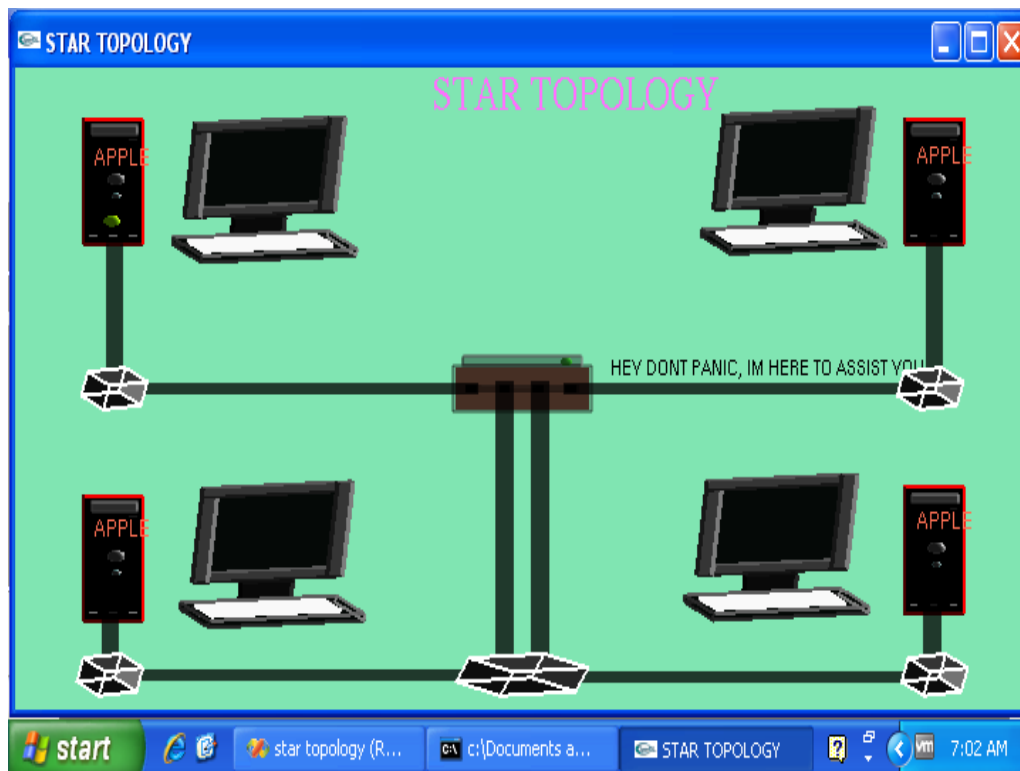 STAR TOPOLOGY
STAR TOPOLOGY
APPLE
APPLE
HEY DONT PANIC, IM HERE TO ASSIST YOU
APPLE
APPLE
start
star topology (R...
c:\Documents a...
STAR TOPOLOGY
vm
7:02 AM